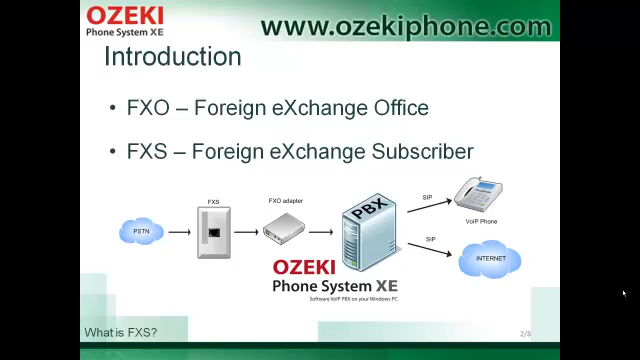 OZEKI
Phone System XE
www.ozekiphone.com
Introduction
• FXO – Foreign eXchange Office
• FXS – Foreign eXchange Subscriber
FXS
FXO adapter
PBX
SIP
VoIP Phone
PSTN
SIP
INTERNET
OZEKI
Phone System XE
Software VoIP PBX on your Windows PC
What is FXS?
2/8